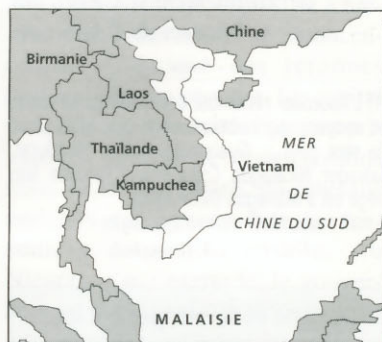 Chine
Birmanie
Laos
MER
Thaïlande
Vietnam
Kampuchea
DE
CHINE DU SUD
MALAISIE